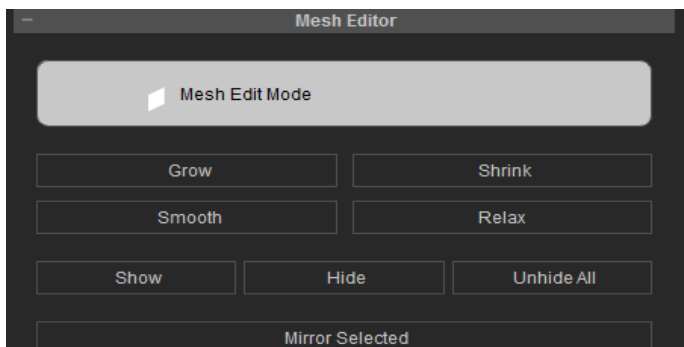 Mesh Editor
Mesh Edit Mode
Grow Shrink
Smooth Relax
Show Hide Unhide All
Mirror Selected